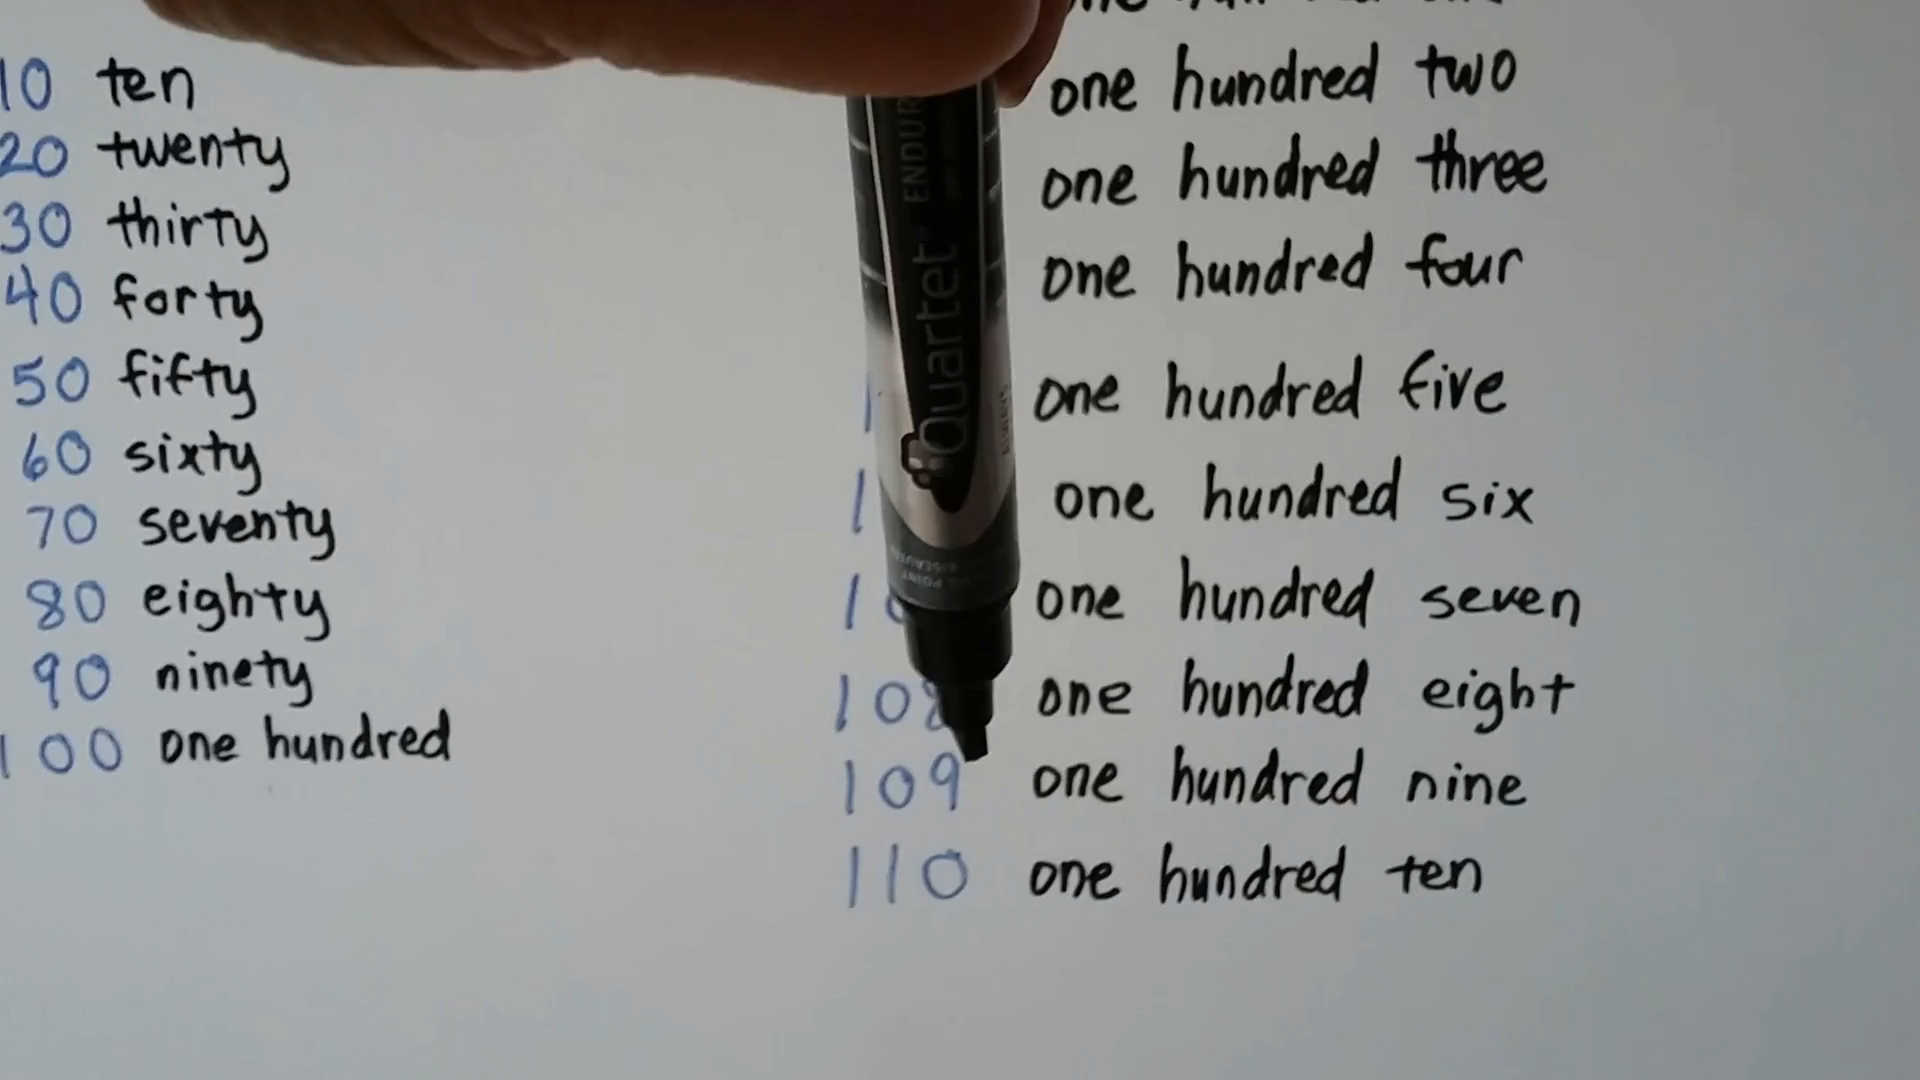 10 ten
20 twenty
30 thirty
40 forty
50 fifty
60 sixty
70 seventy
80 eighty
90 ninety
100 one hundred
one hundred two
one hundred three
one hundred four
one hundred five
one hundred six
one hundred seven
108 one hundred eight
109 one hundred nine
110 one hundred ten
Quartet ENDUR